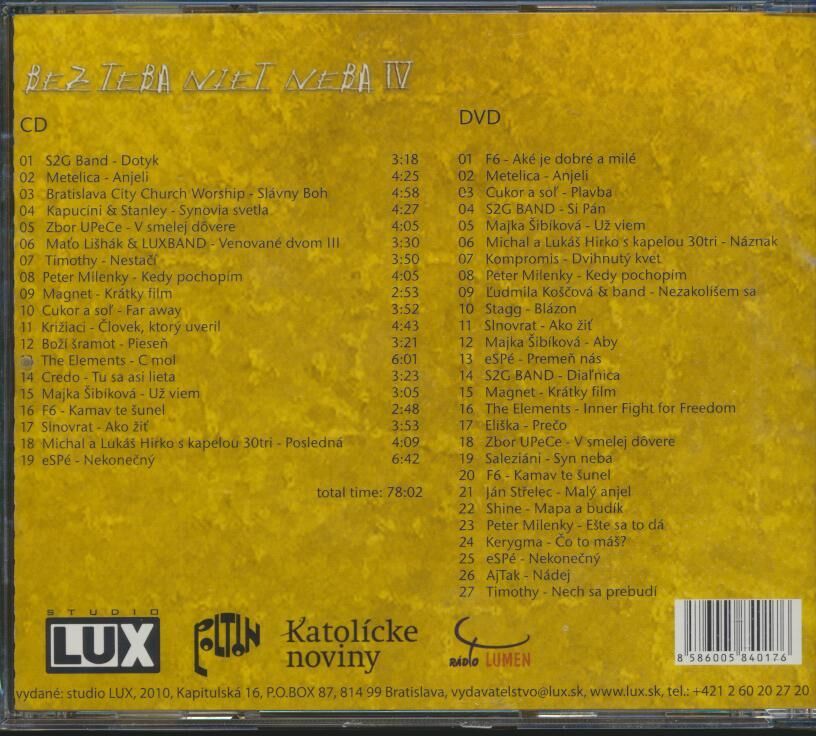 BEZ TEBA NIET NEBA IV
CD
01 S2G Band - Dotyk 3:18
02 Metelica - Anjeli 4:25
03 Bratislava City Church Worship - Slávny Boh 4:58
04 Kapucíni & Stanley - Synovia svetla 4:27
05 Zbor UPeCe - V smelej dôvere 4:05
06 Maťo Lišhák & LUXBAND - Venované dvom III 3:30
07 Timothy - Nestačí 3:50
08 Peter Milenky - Kedy pochopím 4:05
09 Magnet - Krátky film 2:53
10 Cukor a soľ - Far away 3:52
11 Križiaci - Človek, ktorý uveril 4:43
12 Boží šramot - Pieseň 3:21
The Elements - C mol 6:01
14 Credo - Tu sa asi lieta 3:23
15 Majka Šibíková - Už viem 3:05
16 F6 - Kamav te šunel 2:48
17 Slnovrat - Ako žiť 3:53
18 Michal a Lukáš Hirko s kapelou 30tri - Posledná 4:09
19 eSPé - Nekonečný 6:42
total time: 78:02
DVD
01 F6 - Aké je dobré a milé
02 Metelica - Anjeli
03 Cukor a soľ - Plavba
04 S2G BAND - Si Pán
05 Majka Šibíková - Už viem
06 Michal a Lukáš Hirko s kapelou 30tri - Náznak
07 Kompromis - Dvihnutý kvet
08 Peter Milenky - Kedy pochopím
09 Ľudmila Koščová & band - Nezakolíšem sa
10 Stagg - Blázon
11 Slnovrat - Ako žiť
12 Majka Šibíková - Aby
13 eSPé - Premeň nás
14 S2G BAND - Diaľnica
15 Magnet - Krátky film
16 The Elements - Inner Fight for Freedom
17 Eliška - Prečo
18 Zbor UPeCe - V smelej dôvere
19 Saleziáni - Syn neba
20 F6 - Kamav te šunel
21 Ján Střelec - Malý anjel
22 Shine - Mapa a budík
23 Peter Milenky - Ešte sa to dá
24 Kerygma - Čo to máš?
25 eSPé - Nekonečný
26 AjTak - Nádej
27 Timothy - Nech sa prebudí
STUDIO
LUX
POLTON
Katolícke
noviny
RÁDIO LUMEN
8 586005 840176
vydané: studio LUX, 2010, Kapitulská 16, P.O.BOX 87, 814 99 Bratislava, vydavatelstvo@lux.sk, www.lux.sk, tel.: +421 2 60 20 27 20